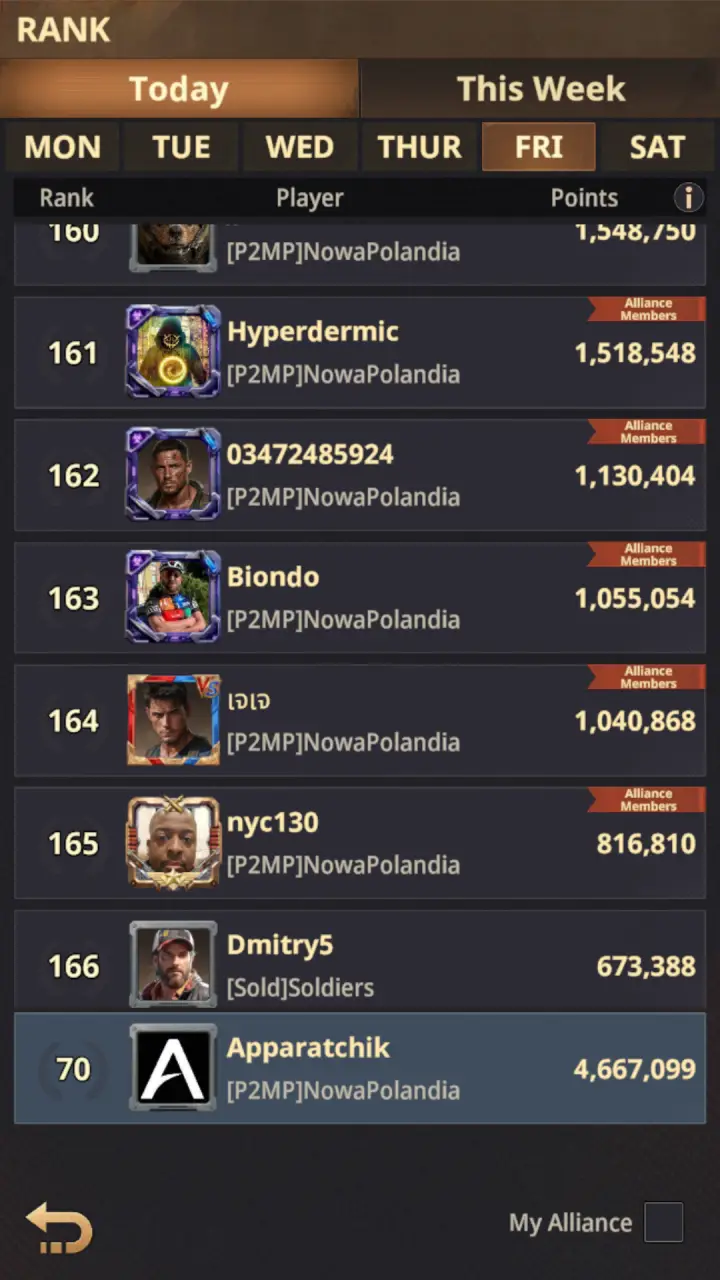 RANK
Today
This Week
MON
TUE
WED
THUR
FRI
SAT
Rank
Player
Points
160
[P2MP]NowaPolandia
1,548,750
Alliance
Members
161
Hyperdermic
[P2MP]NowaPolandia
1,518,548
Alliance
Members
162
03472485924
[P2MP]NowaPolandia
1,130,404
Alliance
Members
163
Biondo
[P2MP]NowaPolandia
1,055,054
Alliance
Members
164
เจเจ
[P2MP]NowaPolandia
1,040,868
Alliance
Members
165
nyc130
[P2MP]NowaPolandia
816,810
166
Dmitry5
[Sold]Soldiers
673,388
70
Apparatchik
[P2MP]NowaPolandia
4,667,099
My Alliance